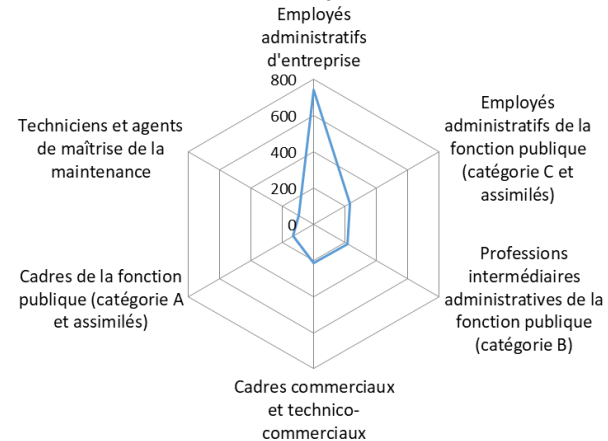 Employés
administratifs
d'entreprise
800
600
400
200
0
Employés
administratifs de la
fonction publique
(catégorie C et
assimilés)
Professions
intermédiaires
administratives de la
fonction publique
(catégorie B)
Cadres commerciaux
et technico-
commerciaux
Cadres de la fonction
publique (catégorie A
et assimilés)
Techniciens et agents
de maîtrise de la
maintenance